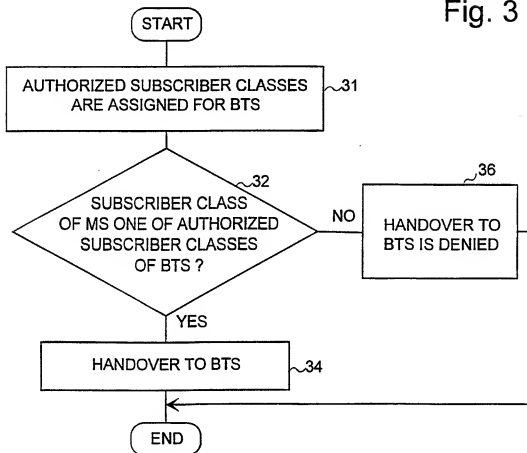 Fig. 3
START
AUTHORIZED SUBSCRIBER CLASSES
ARE ASSIGNED FOR BTS
31
32
SUBSCRIBER CLASS
OF MS ONE OF AUTHORIZED
SUBSCRIBER CLASSES
OF BTS ?
NO
36
HANDOVER TO
BTS IS DENIED
YES
HANDOVER TO BTS
34
END